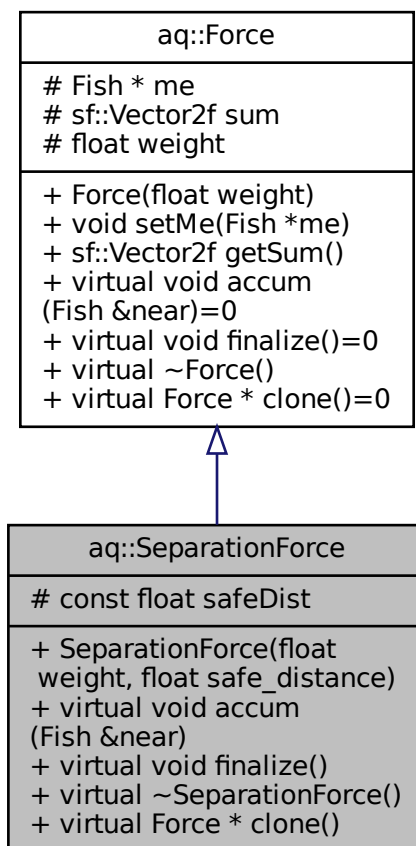 aq::Force
# Fish * me
# sf::Vector2f sum
# float weight
+ Force(float weight)
+ void setMe(Fish *me)
+ sf::Vector2f getSum()
+ virtual void accum
(Fish &near)=0
+ virtual void finalize()=0
+ virtual ~Force()
+ virtual Force * clone()=0
aq::SeparationForce
# const float safeDist
+ SeparationForce(float
weight, float safe_distance)
+ virtual void accum
(Fish &near)
+ virtual void finalize()
+ virtual ~SeparationForce()
+ virtual Force * clone()